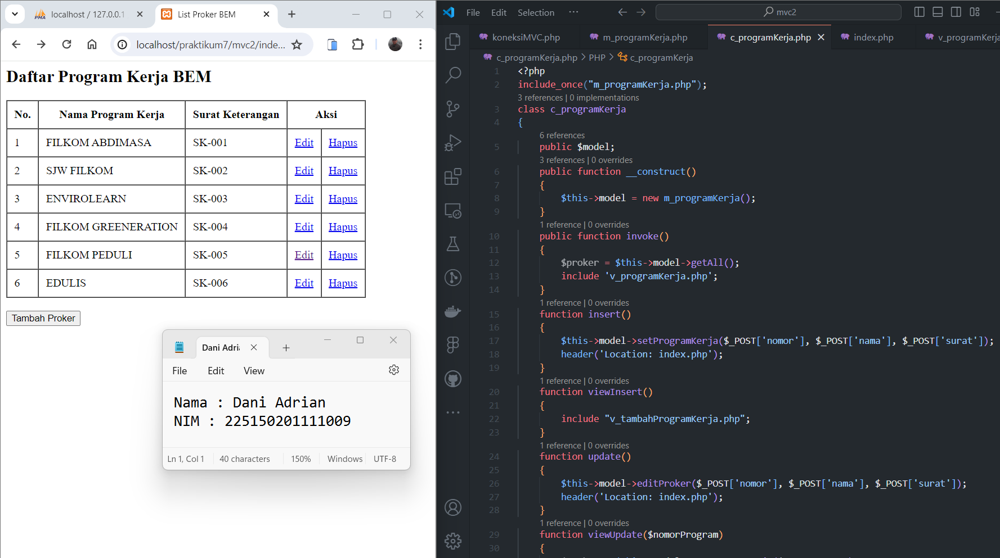 localhost / 127.0.0.1
List Proker BEM
localhost/praktikum7/mvc2/inde...
Daftar Program Kerja BEM
No. Nama Program Kerja Surat Keterangan Aksi
1 FILKOM ABDIMASA SK-001 Edit Hapus
2 SJW FILKOM SK-002 Edit Hapus
3 ENVIROLEARN SK-003 Edit Hapus
4 FILKOM GREENERATION SK-004 Edit Hapus
5 FILKOM PEDULI SK-005 Edit Hapus
6 EDULIS SK-006 Edit Hapus
Tambah Proker
Dani Adri
File Edit View
Nama : Dani Adrian
NIM : 225150201111009
Ln 1, Col 1 40 characters 150% Windows UTF-8
File Edit Selection ... mvc2
koneksiMVC.php m_programKerja.php c_programKerja.php index.php v_programKerja
c_programKerja.php > PHP > c_programKerja
1 <?php
2 include_once("m_programKerja.php");
3 references | 0 implementations
3 class c_programKerja
4 {
6 references
5 public $model;
3 references | 0 overrides
6 public function __construct()
7 {
8 $this->model = new m_programKerja();
9 }
1 reference | 0 overrides
10 public function invoke()
11 {
12 $proker = $this->model->getAll();
13 include 'v_programKerja.php';
14 }
1 reference | 0 overrides
15 function insert()
16 {
17 $this->model->setProgramKerja($_POST['nomor'], $_POST['nama'], $_POST['surat']);
18 header('Location: index.php');
19 }
1 reference | 0 overrides
20 function viewInsert()
21 {
22 include "v_tambahProgramKerja.php";
23 }
1 reference | 0 overrides
24 function update()
25 {
26 $this->model->editProker($_POST['nomor'], $_POST['nama'], $_POST['surat']);
27 header('Location: index.php');
28 }
1 reference | 0 overrides
29 function viewUpdate($nomorProgram)
30 {